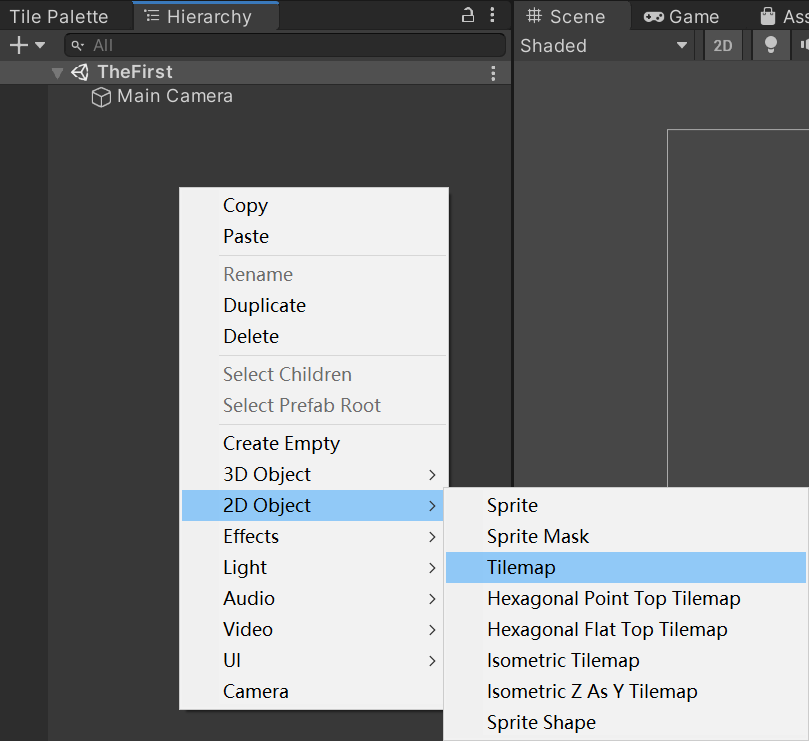 Tile Palette
Hierarchy
Scene
Game
All
Shaded
2D
TheFirst
Main Camera
Copy
Paste
Rename
Duplicate
Delete
Select Children
Select Prefab Root
Create Empty
3D Object
2D Object
Effects
Light
Audio
Video
UI
Camera
Sprite
Sprite Mask
Tilemap
Hexagonal Point Top Tilemap
Hexagonal Flat Top Tilemap
Isometric Tilemap
Isometric Z As Y Tilemap
Sprite Shape